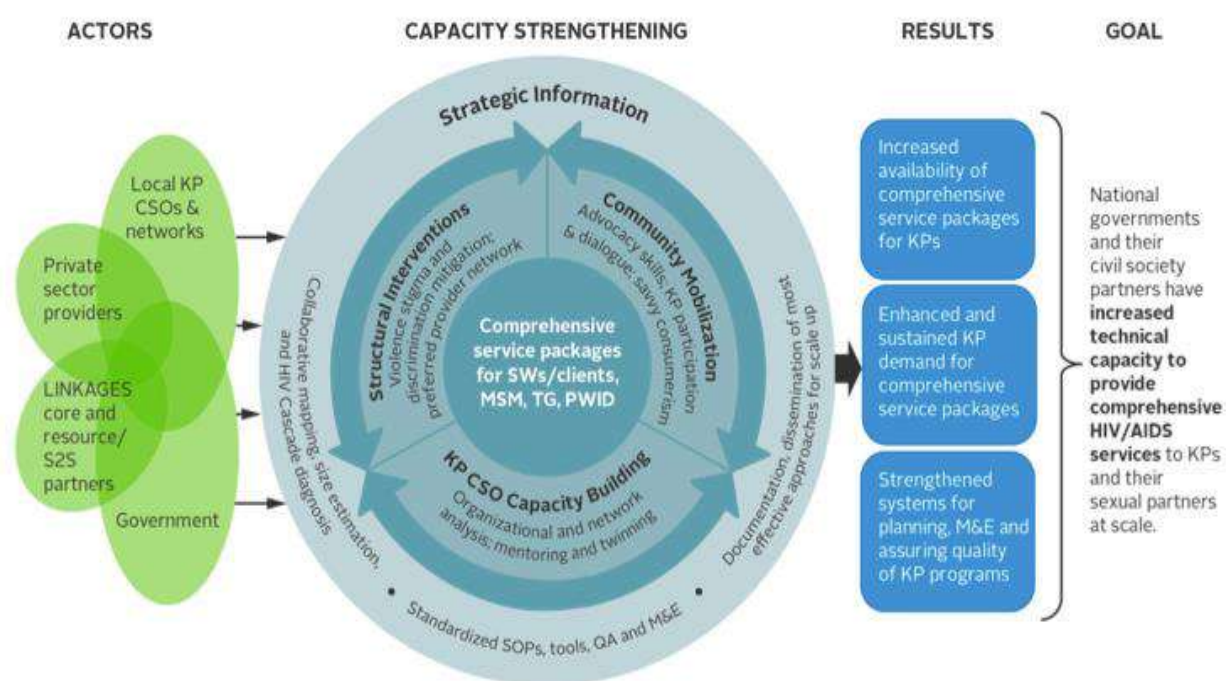 ACTORS
CAPACITY STRENGTHENING
RESULTS
GOAL
Local KP
CSOs &
networks
Private
sector
providers
LINKAGES
core and
resource/
S2S
partners
Government
Strategic Information
Structural Interventions
Violence stigma and
discrimination mitigation;
preferred provider network
Community Mobilization
Advocacy skills, KP participation
& dialogue: savvy consumerism
Comprehensive
service packages
for SWs/clients,
MSM, TG, PWID
KP CSO Capacity Building
Organizational and network
analysis; mentoring and twinning
Collaborative mapping, size estimation,
and HIV Cascade diagnosis
• Standardized SOPs, tools, QA and M&E •
Documentation, dissemination of most
effective approaches for scale up
Increased
availability of
comprehensive
service packages
for KPs
Enhanced and
sustained KP
demand for
comprehensive
service packages
Strengthened
systems for
planning, M&E and
assuring quality
of KP programs
National
governments
and their
civil society
partners have
increased
technical
capacity to
provide
comprehensive
HIV/AIDS
services to KPs
and their
sexual partners
at scale.